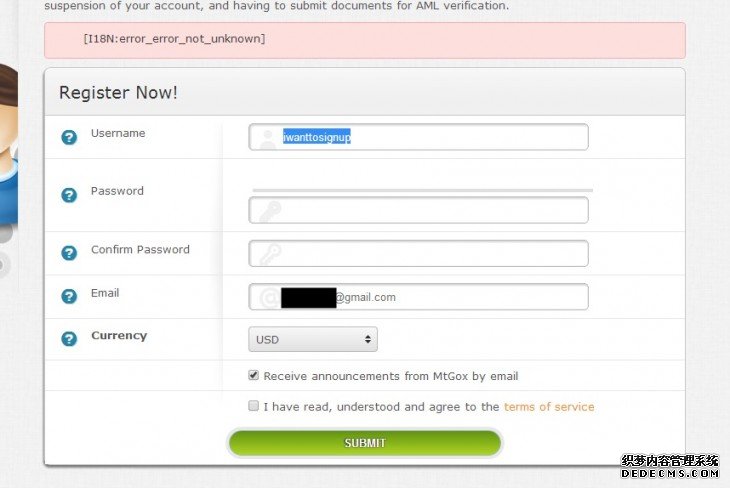 suspension of your account, and having to submit documents for AML verification.
[I18N:error_error_not_unknown]
Register Now!
? Username iwanttosignup
? Password
? Confirm Password
? Email @ @gmail.com
? Currency USD
Receive announcements from MtGox by email
I have read, understood and agree to the terms of service
SUBMIT
织梦内容管理系统
DEDECMS.COM